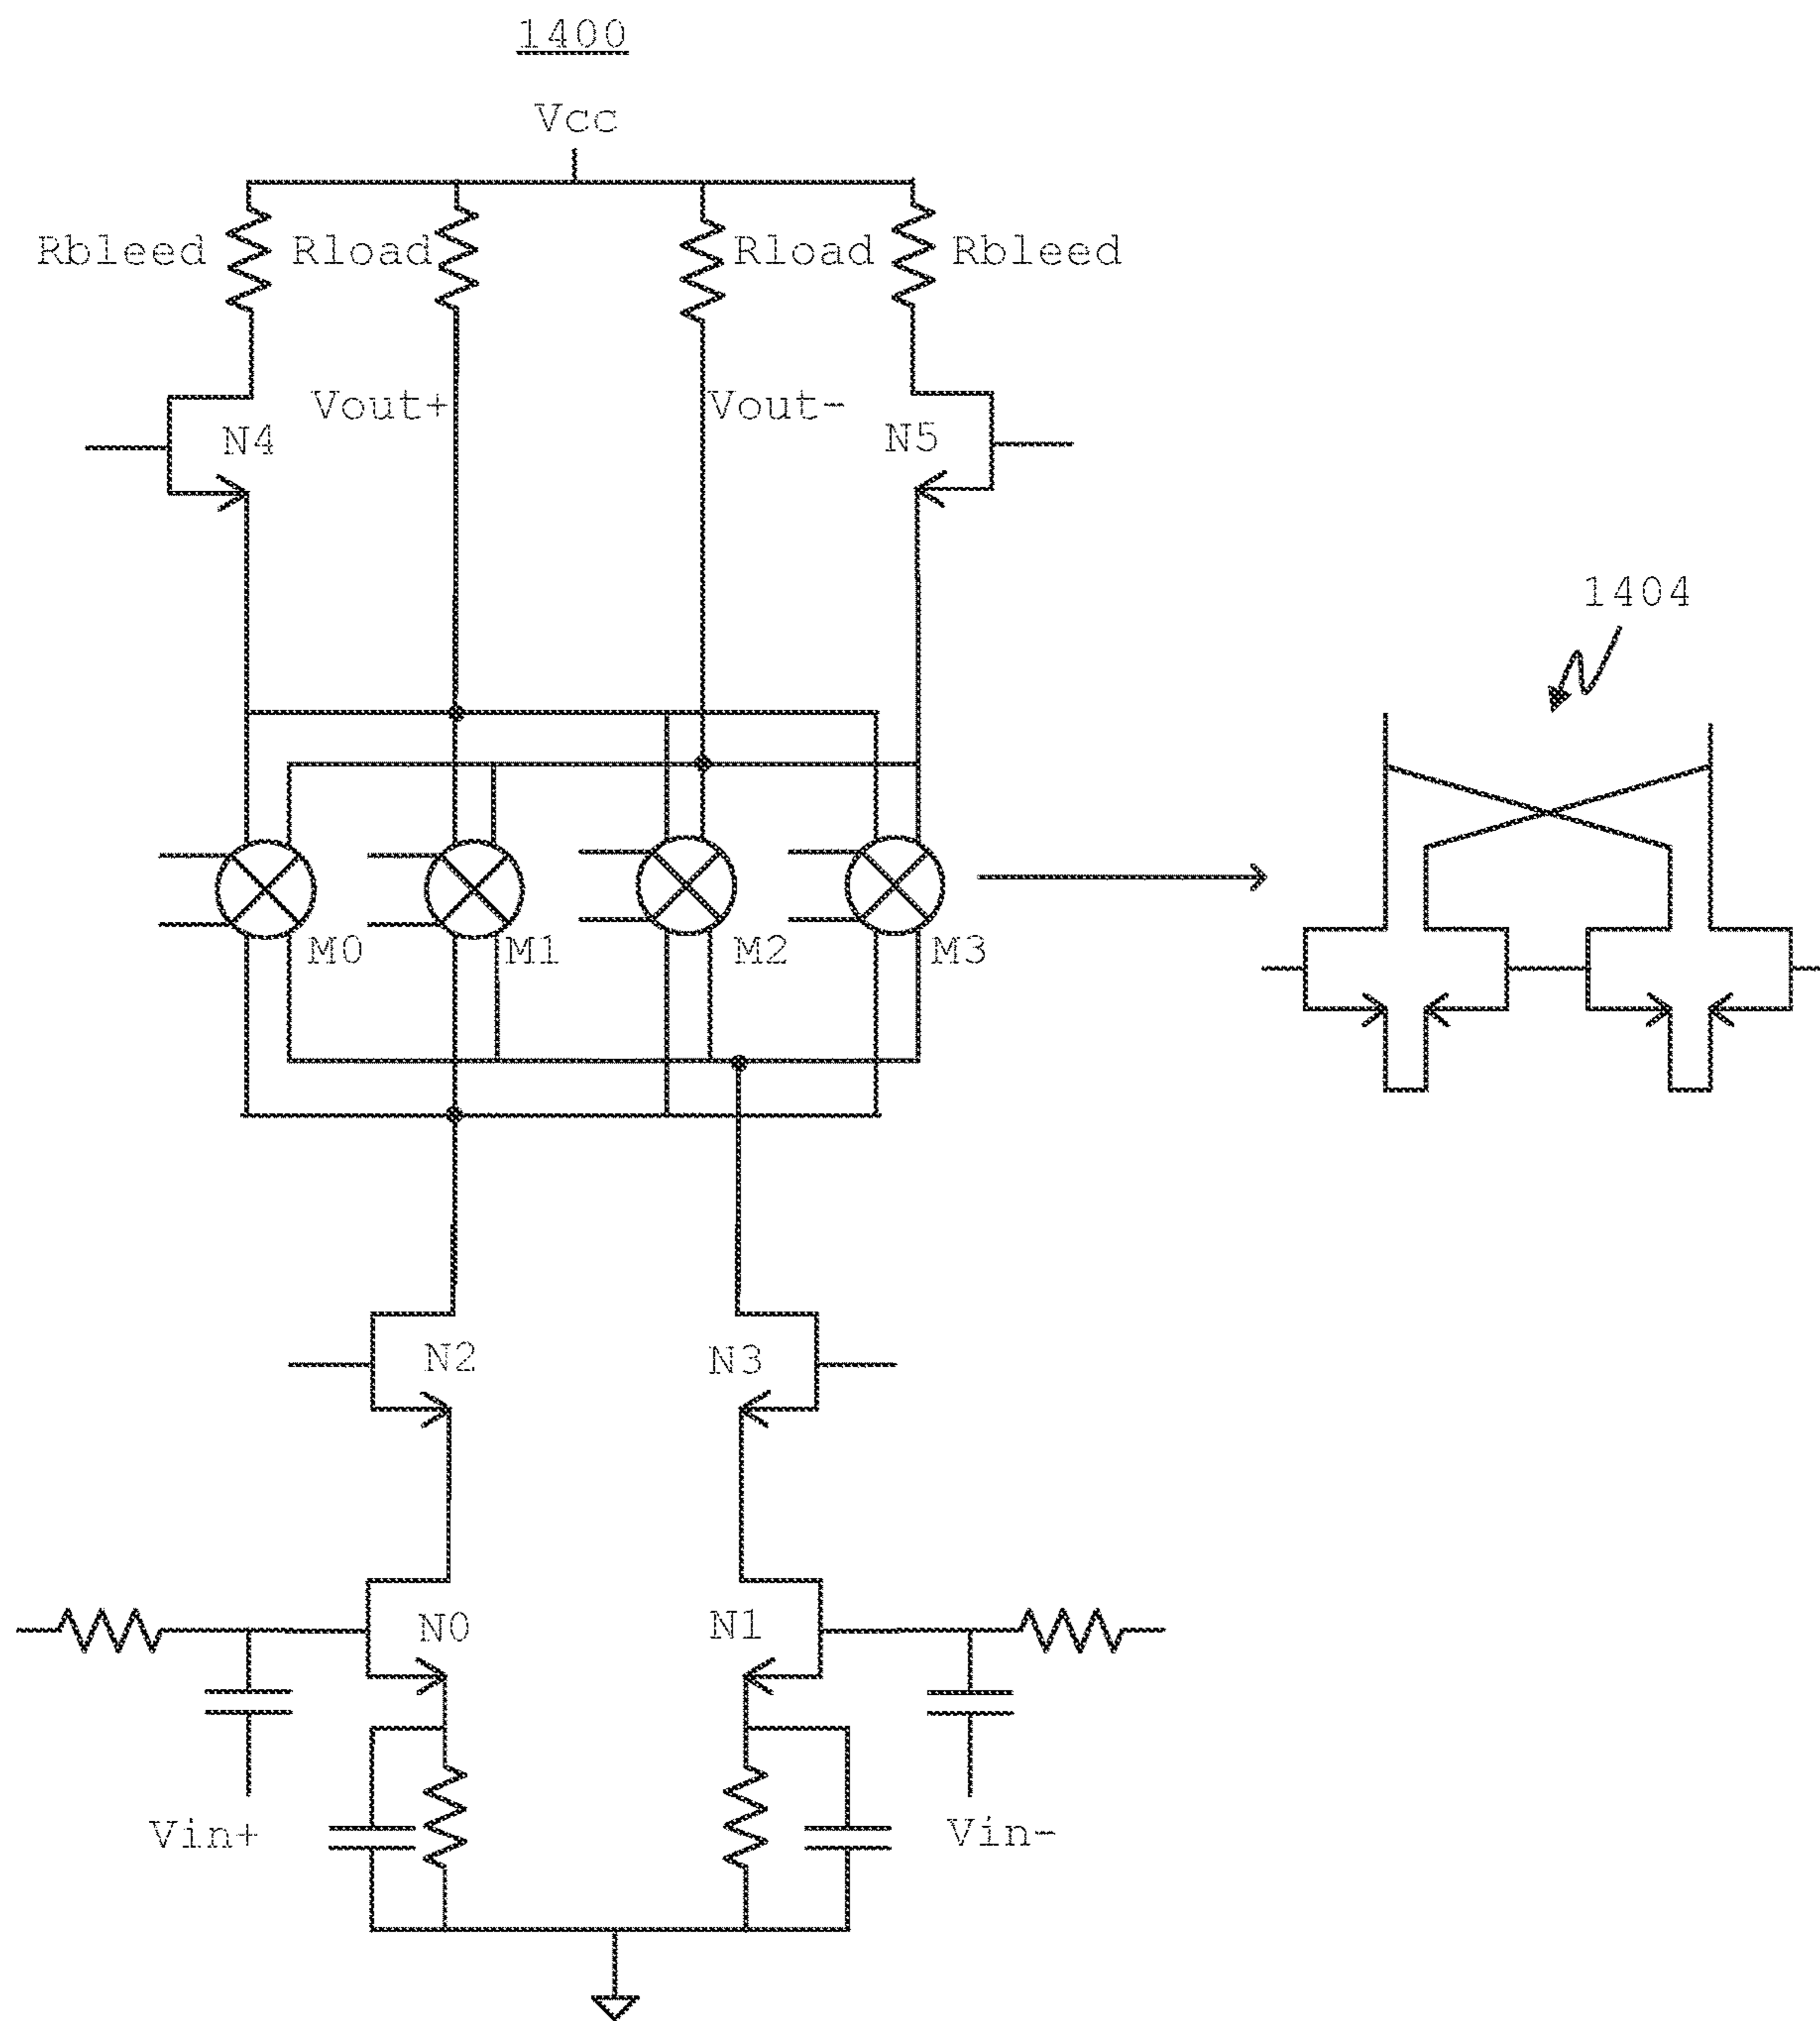 1400
Vcc
Rbleed
Rload
Rload
Rbleed
Vout+
Vout-
N4
N5
1404
M0
M1
M2
M3
N2
N3
N0
N1
Vin+
Vin-